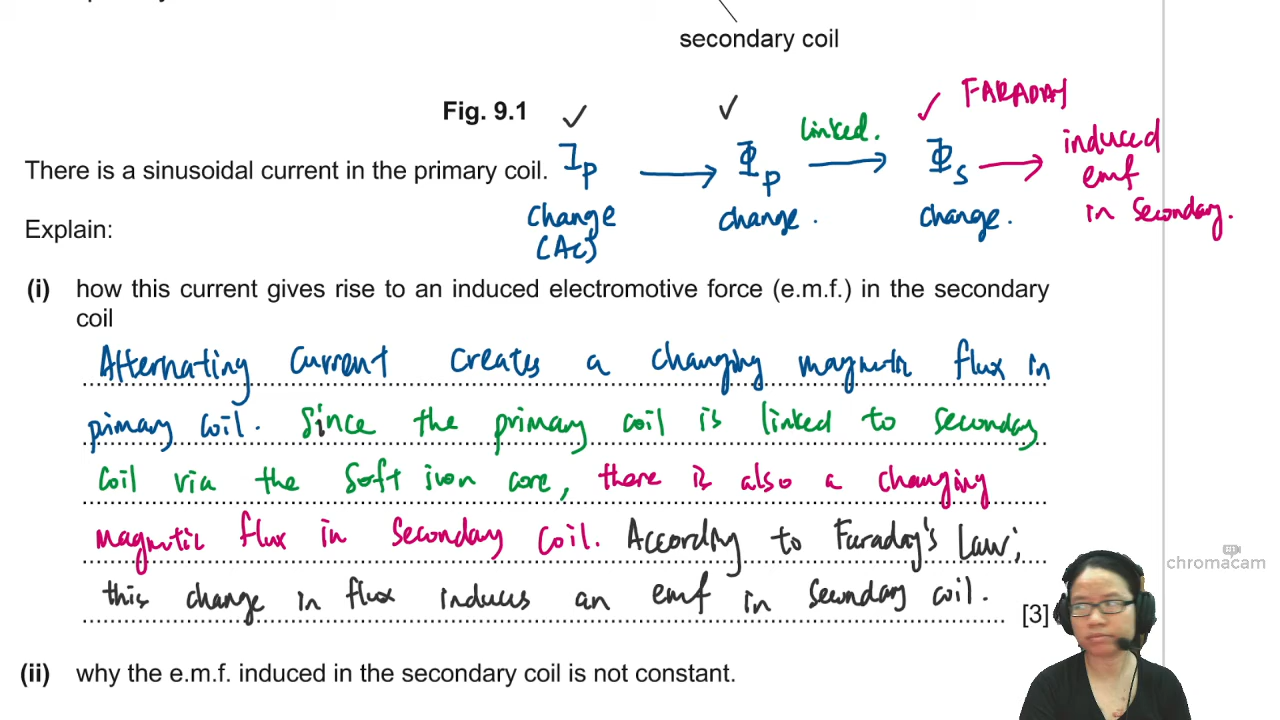 secondary coil
Fig. 9.1
FARADAY
linked.
There is a sinusoidal current in the primary coil.
Ip → Φp → Φs → induced emf in secondary.
change (AC) change. change.
Explain:
(i) how this current gives rise to an induced electromotive force (e.m.f.) in the secondary
coil
Alternating current creates a changing magnetic flux in
primary coil. Since the primary coil is linked to secondary
coil via the soft iron core, there is also a changing
magnetic flux in secondary coil. According to Faraday's Law,
this change in flux induces an emf in secondary coil.
[3]
chromacam
(ii) why the e.m.f. induced in the secondary coil is not constant.